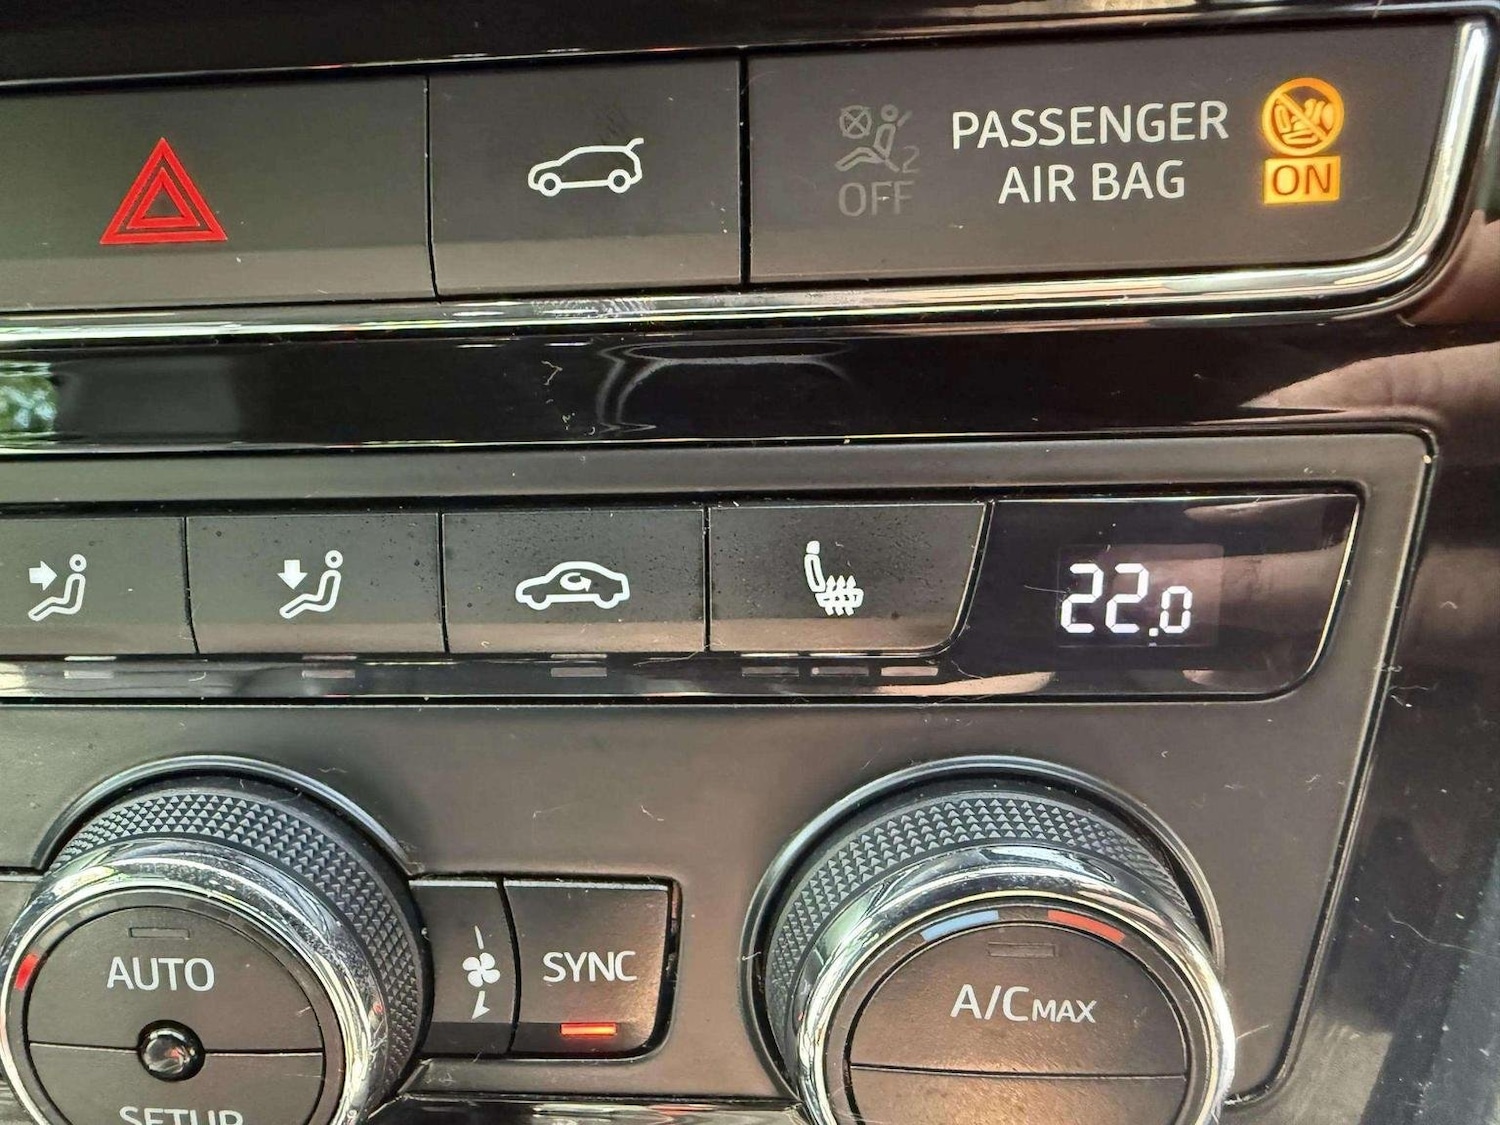 PASSENGER
AIR BAG
2
OFF
ON
22.0
AUTO
SYNC
A/C MAX
SETUP